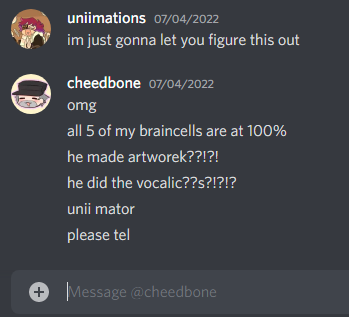 uniimations 07/04/2022
im just gonna let you figure this out
cheedbone 07/04/2022
omg
all 5 of my braincells are at 100%
he made artworek??!?!
he did the vocalic??s?!?!?
unii mator
please tel
Message @cheedbone